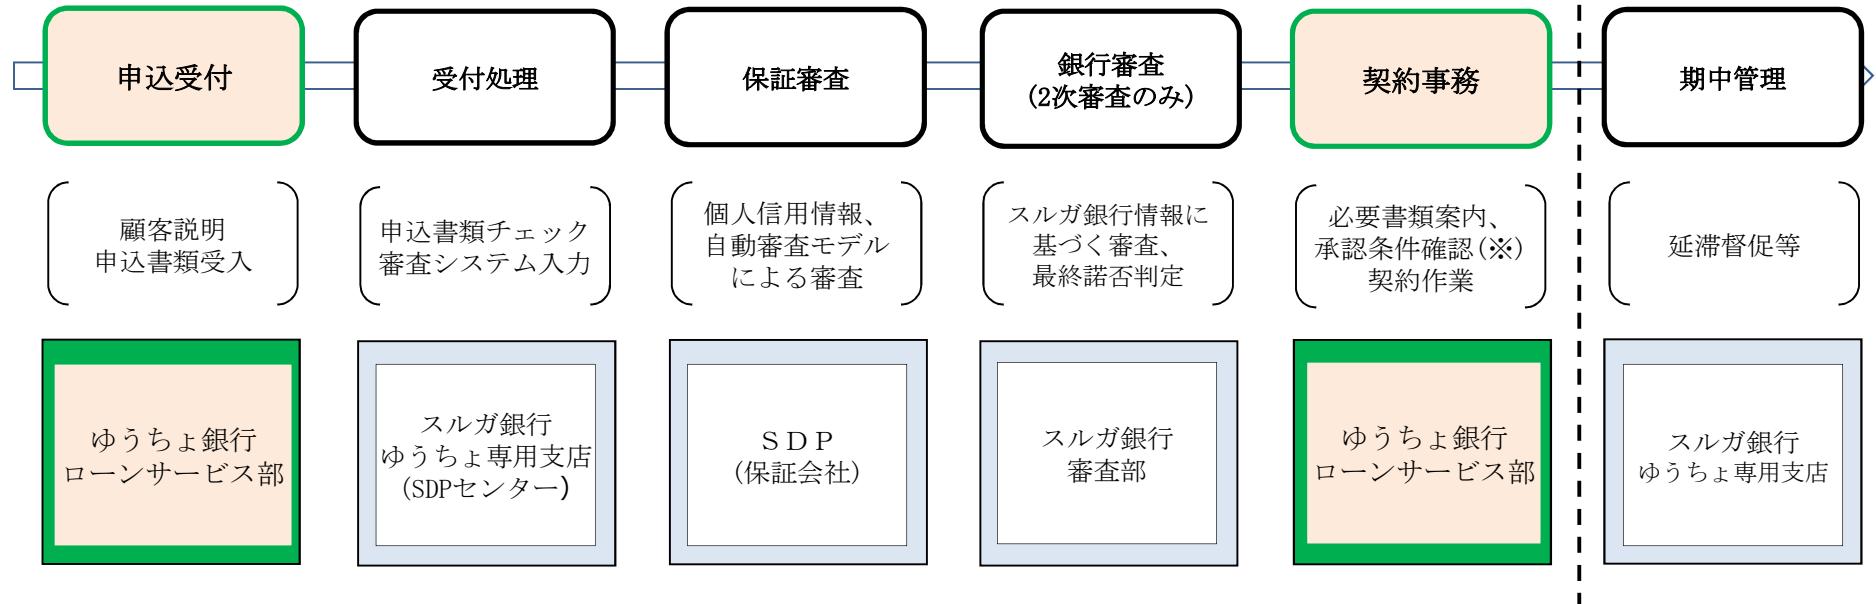 申込受付
受付処理
保証審査
銀行審査
(2次審査のみ)
契約事務
期中管理
顧客説明
申込書類受入
申込書類チェック
審査システム入力
個人信用情報、
自動審査モデル
による審査
スルガ銀行情報に
基づく審査、
最終諾否判定
必要書類案内、
承認条件確認(※)
契約作業
延滞督促等
ゆうちょ銀行
ローンサービス部
スルガ銀行
ゆうちょ専用支店
(SDPセンター)
ＳＤＰ
(保証会社)
スルガ銀行
審査部
ゆうちょ銀行
ローンサービス部
スルガ銀行
ゆうちょ専用支店